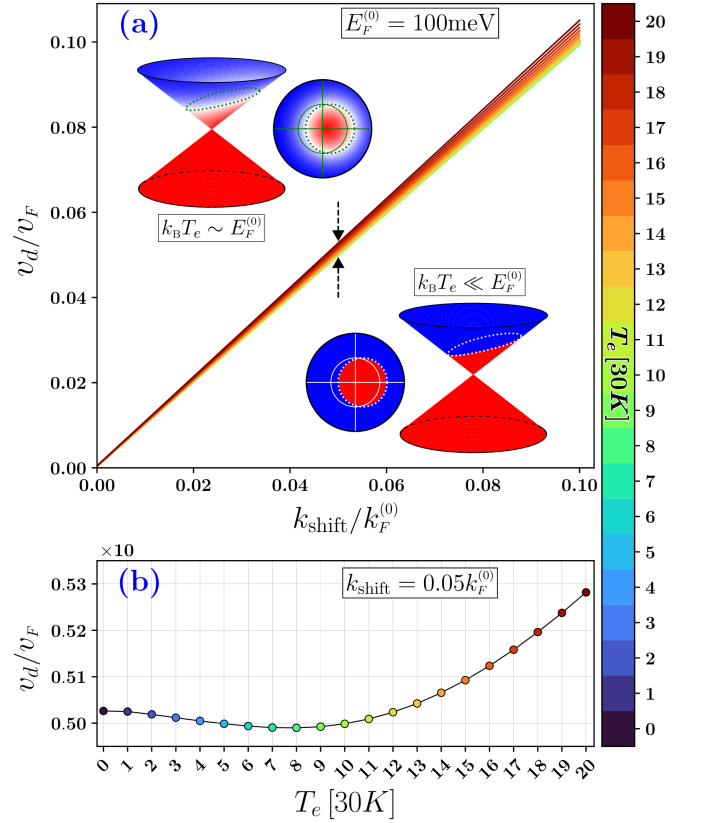 (a)
E_F^(0) = 100meV
0.10
0.08
0.06
0.04
0.02
0.00
v_d/v_F
k_B T_e ∼ E_F^(0)
k_B T_e ≪ E_F^(0)
0.00 0.02 0.04 0.06 0.08 0.10
k_shift/k_F^(0)
20
19
18
17
16
15
14
13
12
11
10
9
8
7
6
5
4
3
2
1
0
T_e [30K]
×10
(b)
k_shift = 0.05k_F^(0)
0.53
0.52
0.51
0.50
v_d/v_F
0 1 2 3 4 5 6 7 8 9 10 11 12 13 14 15 16 17 18 19 20
T_e [30K]